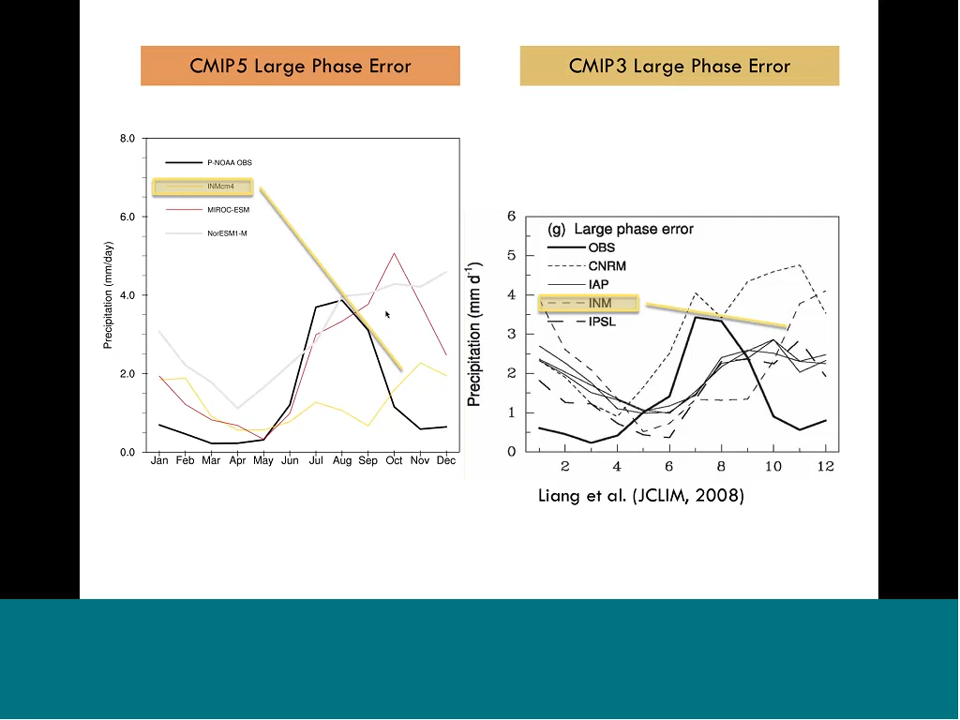 CMIP5 Large Phase Error
CMIP3 Large Phase Error
8.0
6.0
4.0
2.0
0.0
Precipitation (mm/day)
P-NOAA OBS
INMcm4
MIROC-ESM
NorESM1-M
Jan Feb Mar Apr May Jun Jul Aug Sep Oct Nov Dec
6
5
4
3
2
1
0
Precipitation (mm d-1)
(g) Large phase error
OBS
CNRM
IAP
INM
IPSL
2 4 6 8 10 12
Liang et al. (JCLIM, 2008)